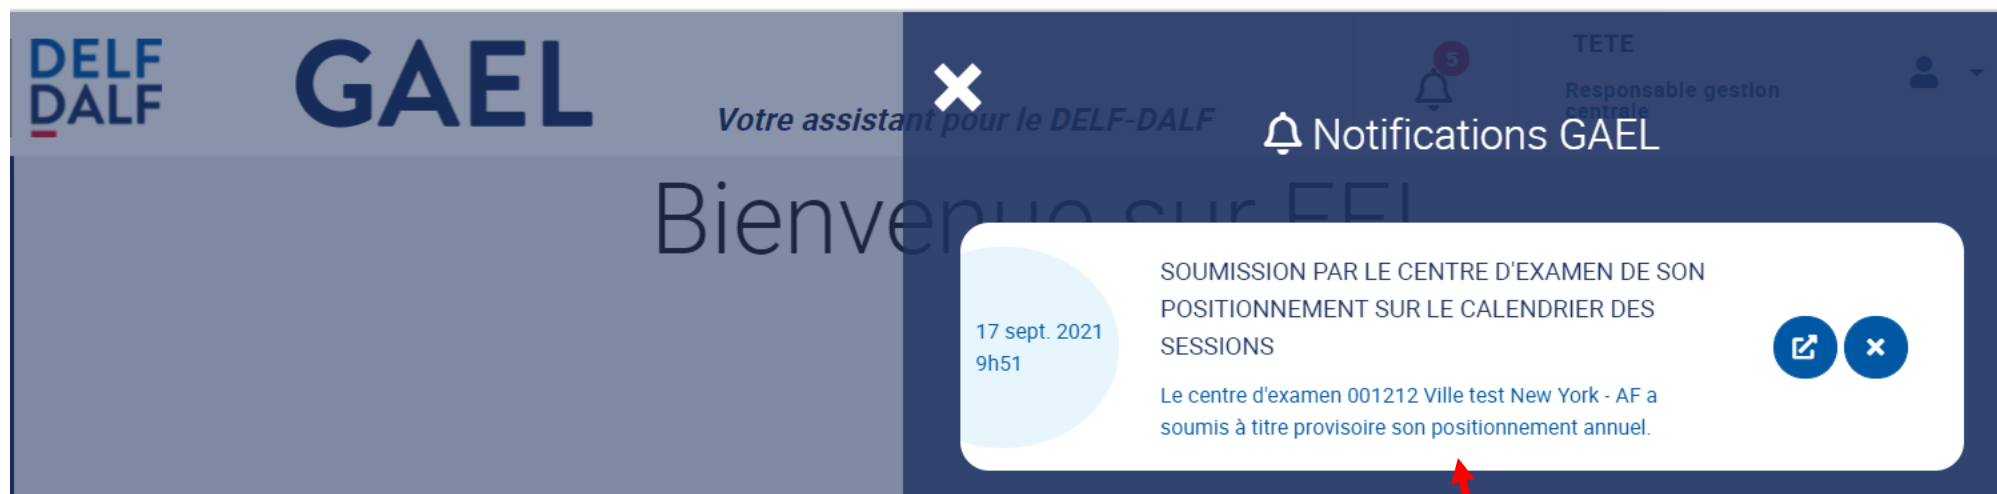 DELF
DALF
GAEL
Votre assistant pour le DELF-DALF
5
TETE
Responsable gestion
centrale
Notifications GAEL
Bienvenue sur FEI
17 sept. 2021
9h51
SOUMISSION PAR LE CENTRE D'EXAMEN DE SON
POSITIONNEMENT SUR LE CALENDRIER DES
SESSIONS
Le centre d'examen 001212 Ville test New York - AF a
soumis à titre provisoire son positionnement annuel.